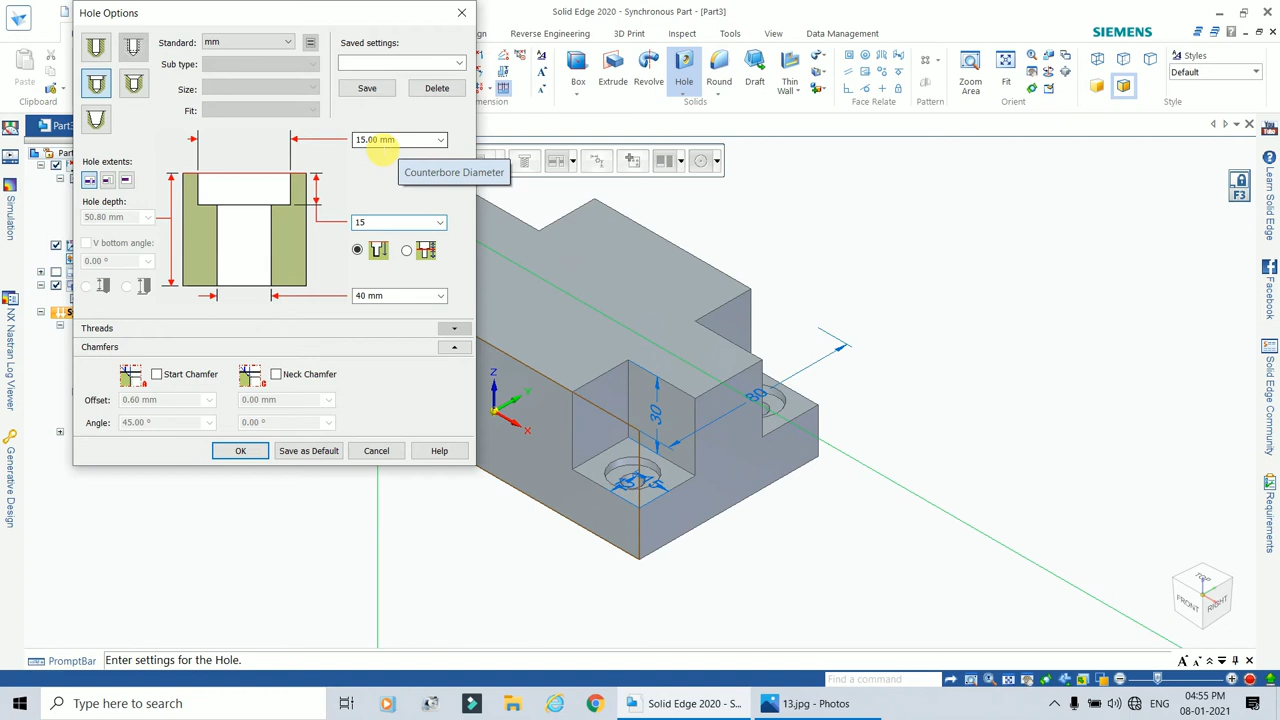 Hole Options
Solid Edge 2020 - Synchronous Part - [Part3]
Reverse Engineering
3D Print
Tools
View
Data Management
SIEMENS
Standard:
mm
Saved settings:
Sub type:
Size:
Fit:
Save
Delete
Paste
Clipboard
Box
Extrude
Revolve
Hole
Round
Draft
Thin
Wall
Solids
Face Relate
Pattern
Zoom
Area
Fit
Orient
Styles
Default
Style
15.00 mm
Counterbore Diameter
Hole extents:
Hole depth:
50.80 mm
15
V bottom angle:
0.00 °
40 mm
Threads
Chamfers
Start Chamfer
Neck Chamfer
Offset:
0.60 mm
0.00 mm
Angle:
45.00 °
0.00 °
OK
Save as Default
Cancel
Help
Simulation
NX Nastran Log Viewer
Generative Design
F3
Learn Solid Edge
Facebook
Solid Edge Community
Engineering Tools
Z
Y
X
30
80
TOP
FRONT
RIGHT
PromptBar
Enter settings for the Hole.
Find a command
Type here to search
Solid Edge 2020 - S...
13.jpg - Photos
ENG
04:55 PM
08-01-2021